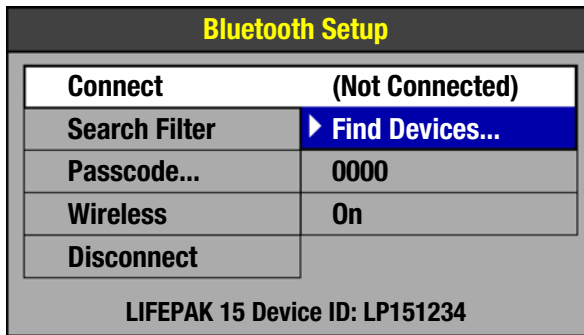 Bluetooth Setup
Connect (Not Connected)
Search Filter Find Devices...
Passcode... 0000
Wireless On
Disconnect
LIFEPAK 15 Device ID: LP151234